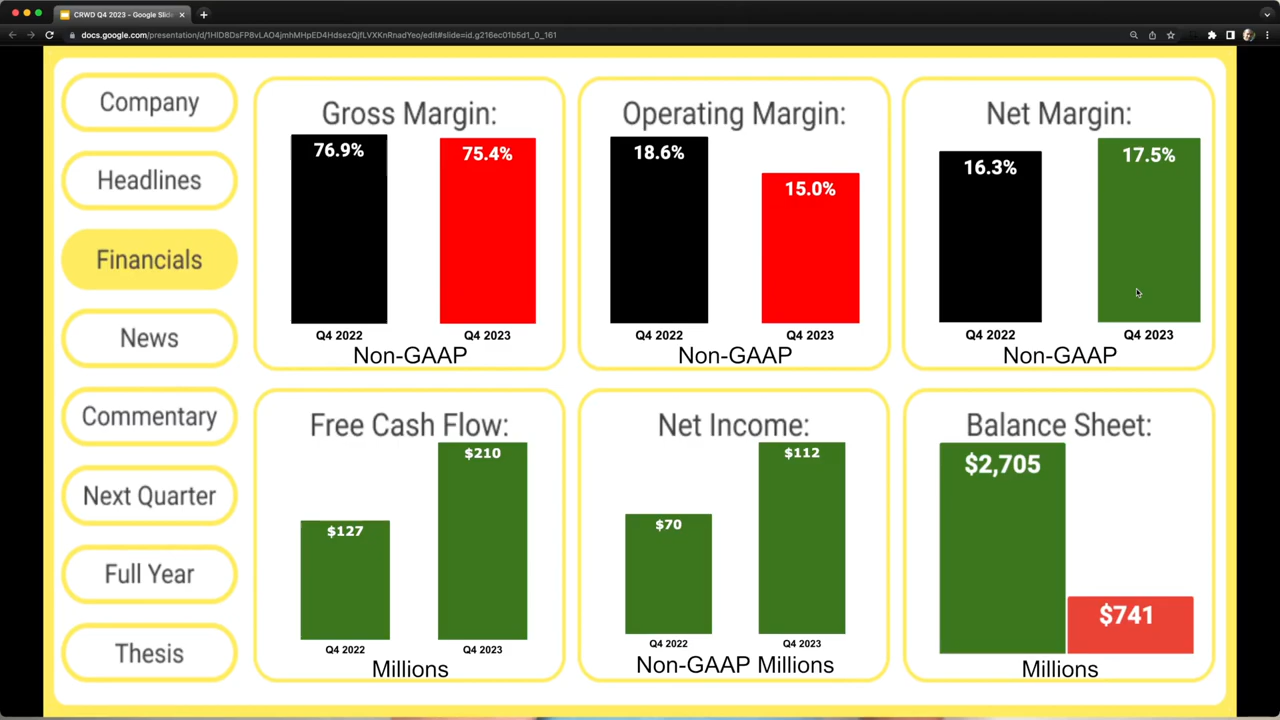 CRWD Q4 2023 - Google Slid
docs.google.com/presentation/d/1HlD8DsFP8vLAO4jmhMHpED4HdsezQjfLVXKnRnadYeo/edit#slide=id.g216ec01b5d1_0_161
Company
Headlines
Financials
News
Commentary
Next Quarter
Full Year
Thesis
Gross Margin:
76.9%
75.4%
Q4 2022
Q4 2023
Non-GAAP
Operating Margin:
18.6%
15.0%
Q4 2022
Q4 2023
Non-GAAP
Net Margin:
16.3%
17.5%
Q4 2022
Q4 2023
Non-GAAP
Free Cash Flow:
$127
$210
Q4 2022
Q4 2023
Millions
Net Income:
$70
$112
Q4 2022
Q4 2023
Non-GAAP Millions
Balance Sheet:
$2,705
$741
Millions